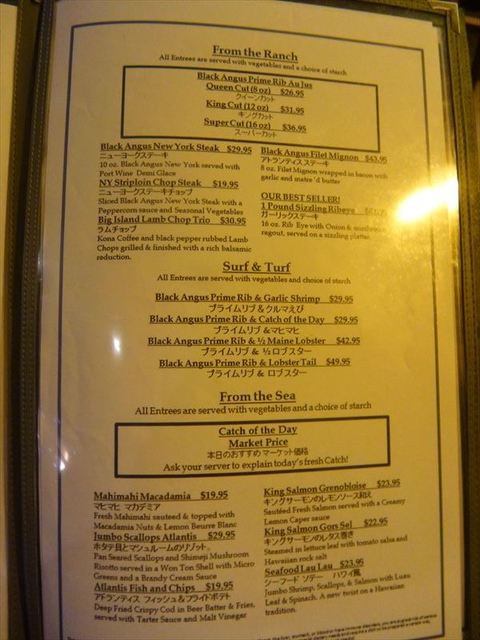 From the Ranch
All Entrees are served with vegetables and a choice of starch
Black Angus Prime Rib Au Jus
Queen Cut (8 oz) $26.95
クイーンカット
King Cut (12 oz) $31.95
キングカット
Super Cut (16 oz) $36.95
スーパーカット
Black Angus New York Steak $29.95
ニューヨークステーキ
10 oz. Black Angus New York served with
Port Wine Demi Glace
NY Striploin Chop Steak $19.95
ニューヨークステーキチョップ
Sliced Black Angus New York Steak with a
Peppercorn sauce and Seasonal Vegetables
Big Island Lamb Chop Trio $30.95
ラムチョップ
Kona Coffee and black pepper rubbed Lamb
Chops grilled & finished with a rich balsamic
reduction.
Black Angus Filet Mignon $43.95
アトランティスステーキ
8 oz. Filet Mignon wrapped in bacon with
garlic and maitre 'd butter
OUR BEST SELLER!
1 Pound Sizzling Ribeye
ガーリックステーキ
16 oz. Rib Eye with Onion &
ragout, served on a sizzling platter.
Surf & Turf
All Entrees are served with vegetables and choice of starch
Black Angus Prime Rib & Garlic Shrimp $29.95
プライムリブ & クルマえび
Black Angus Prime Rib & Catch of the Day $29.95
プライムリブ & マヒマヒ
Black Angus Prime Rib & ½ Maine Lobster $42.95
プライムリブ & ½ ロブスター
Black Angus Prime Rib & Lobster Tail $49.95
プライムリブ & ロブスター
From the Sea
All Entrees are served with vegetables and a choice of starch
Catch of the Day
Market Price
本日のおすすめ マーケット価格
Ask your server to explain today's fresh Catch!
Mahimahi Macadamia $19.95
マヒマヒ マカデミア
Fresh Mahimahi sauteed & topped with
Macadamia Nuts & Lemon Beurre Blanc
Jumbo Scallops Atlantis $29.95
ホタテ貝とマシュルームのリゾット。
Pan Seared Scallops and Shimeji Mushroom
Risotto served in a Won Ton Shell with Micro
Greens and a Brandy Cream Sauce
Atlantis Fish and Chips $19.95
アトランティス フィッシュ&フライドポテト
Deep Fried Crispy Cod in Beer Batter & Fries,
served with Tarter Sauce and Malt Vinegar
King Salmon Grenobloise $23.95
キングサーモンのレモンソース和え
Sautéed Fresh Salmon served with a Creamy
Lemon Caper sauce
King Salmon Gors Sel $22.95
キングサーモンのレタス巻き
Steamed in lettuce leaf with tomato salsa and
Hawaiian rock salt
Seafood Lau Lau $23.95
シーフード ソテー ハワイ風
Jumbo Shrimp, Scallops, & Salmon with Luau
Leaf & Spinach. A new twist on a Hawaiian
tradition.